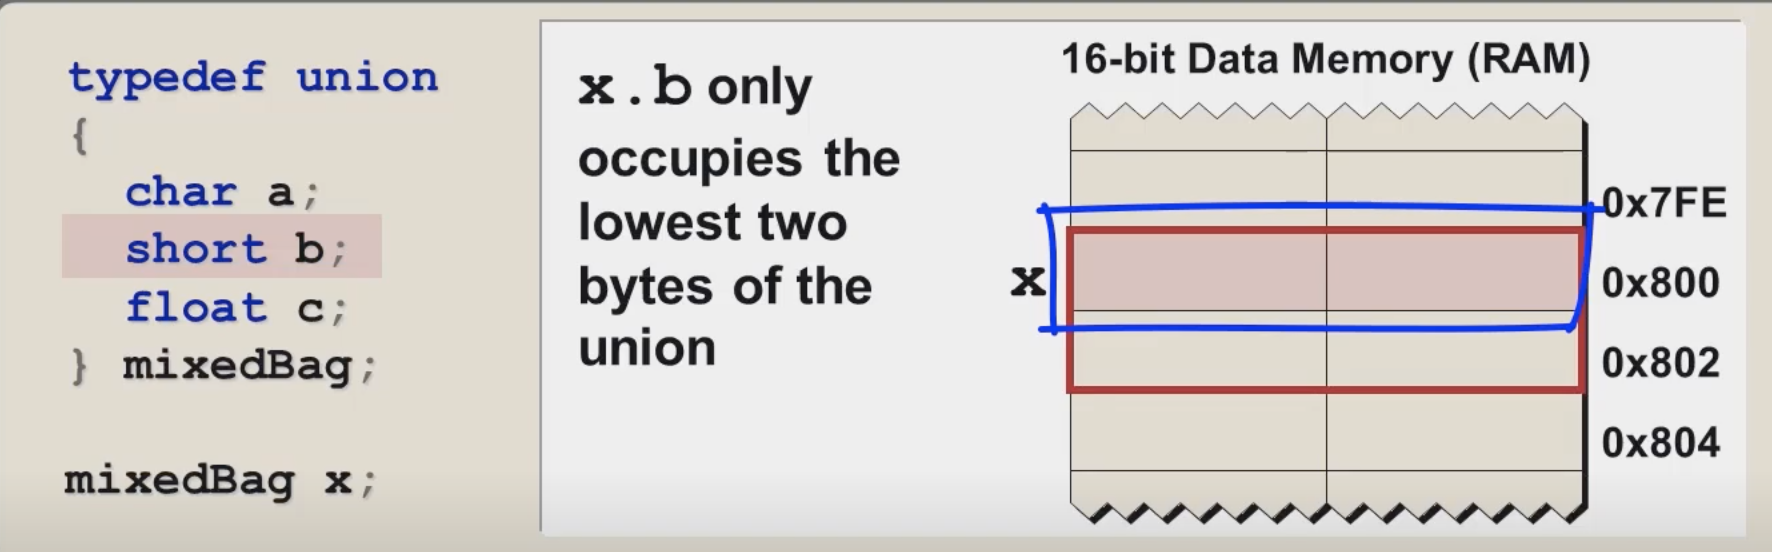 typedef union
{
char a;
short b;
float c;
} mixedBag;
mixedBag x;
x.b only
occupies the
lowest two
bytes of the
union
16-bit Data Memory (RAM)
0x7FE
x
0x800
0x802
0x804